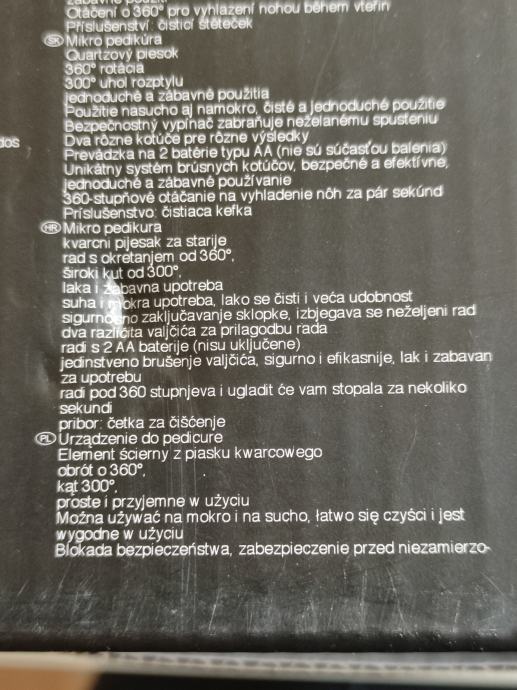 Otáčení o 360° pro vyhlazení nohou během vteřin
Příslušenství: čisticí štěteček
SK Mikro pedikúra
Quartzový piesok
360° rotácia
300° uhol rozptylu
jednoduché a zábavné použitia
Použitie nasucho aj namokro, čisté a jednoduché použitie
Bezpečnostný vypínač zabraňuje neželanému spusteniu
dos
Dva rôzne kotúče pre rôzne výsledky
Prevádzka na 2 batérie typu AA (nie sú súčasťou balenia)
Unikátny systém brúsnych kotúčov, bezpečné a efektívne,
jednoduché a zábavné používanie
360-stupňové otáčanie na vyhladenie nôh za pár sekúnd
Príslušenstvo: čistiaca kefka
HR Mikro pedikura
kvarcni pijesak za starije
rad s okretanjem od 360°,
široki kut od 300°,
laka i zabavna upotreba
suha i mokra upotreba, lako se čisti i veća udobnost
sigurnosno zaključavanje sklopke, izbjegava se neželjeni rad
dva različita valjčića za prilagodbu rada
radi s 2 AA baterije (nisu uključene)
jedinstveno brušenje valjčića, sigurno i efikasnije, lak i zabavan
za upotrebu
radi pod 360 stupnjeva i ugladit će vam stopala za nekoliko
sekundi
pribor: četka za čišćenje
PL Urządzenie do pedicure
Element ścierny z piasku kwarcowego
obrót o 360°,
kąt 300°,
proste i przyjemne w użyciu
Można używać na mokro i na sucho, łatwo się czyści i jest
wygodne w użyciu
Blokada bezpieczeństwa, zabezpieczenie przed niezamierzo-